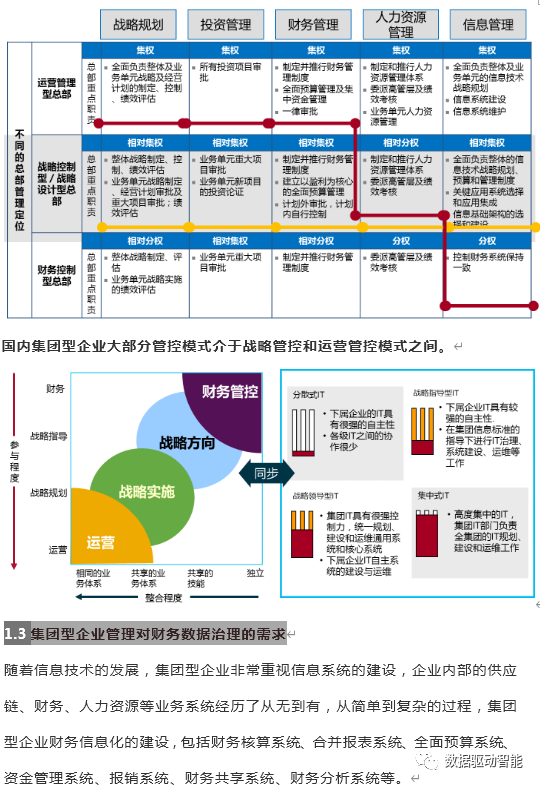 战略规划 投资管理 财务管理 人力资源管理 信息管理
不同的总部管理定位
运营管理型总部
总部重点职责
集权 集权 集权 集权 集权
全面负责整体及业务单元战略及经营计划的制定、控制、绩效评估
所有投资项目审批
制定并推行财务管理制度
全面预算管理及集中资金管理
一律审批
制定和推行人力资源管理体系
委派高管层及绩效考核
业务单元人力资源管理
全面负责整体及业务单元的信息技术战略规划
信息系统建设
信息系统维护
战略控制型 / 战略设计型总部
总部重点职责
相对集权 相对集权 相对集权 相对分权 相对集权
整体战略制定、控制、绩效评估
业务单元战略制定、经营计划审批及重大项目审批；绩效评估
业务单元重大项目审批
业务单元新项目的投资论证
制定并推行财务管理制度
建立以盈利为核心的全面预算管理
计划外审批，计划内自行控制
制定和推行人力资源管理体系
委派高管层及绩效考核
全面负责整体的信息技术战略规划、预算和管理制度
关键应用系统选择和应用集成
信息基础架构的选择和建设
财务控制型总部
总部重点职责
相对分权 相对集权 相对分权 分权 分权
整体战略制定、评估
业务单元战略实施的绩效评估
业务单元重大项目审批
制定并推行财务管理制度
委派高管层及绩效考核
控制财务系统保持一致
国内集团型企业大部分管控模式介于战略管控和运营管控模式之间。
参与程度
财务
战略指导
战略规划
运营
财务管控
战略方向
战略实施
运营
相同的业务体系 共享的业务体系 共享的技能 独立
整合程度
同步
分散式IT
下属企业的IT具有很强的自主性
各级IT之间的协作很少
战略指导型IT
下属企业IT具有较强的自主性.
在集团信息标准的指导下进行IT治理、系统建设、运维等工作
战略领导型IT
集团IT具有很强控制力，统一规划、建设和运维通用系统和核心系统
下属企业IT自主系统的建设与运维
集中式IT
高度集中的IT，集团IT部门负责全集团的IT规划、建设和运维工作
1.3 集团型企业管理对财务数据治理的需求
随着信息技术的发展，集团型企业非常重视信息系统的建设，企业内部的供应
链、财务、人力资源等业务系统经历了从无到有，从简单到复杂的过程，集团
型企业财务信息化的建设，包括财务核算系统、合并报表系统、全面预算系统、
资金管理系统、报销系统、财务共享系统、财务分析系统等。
数据驱动智能